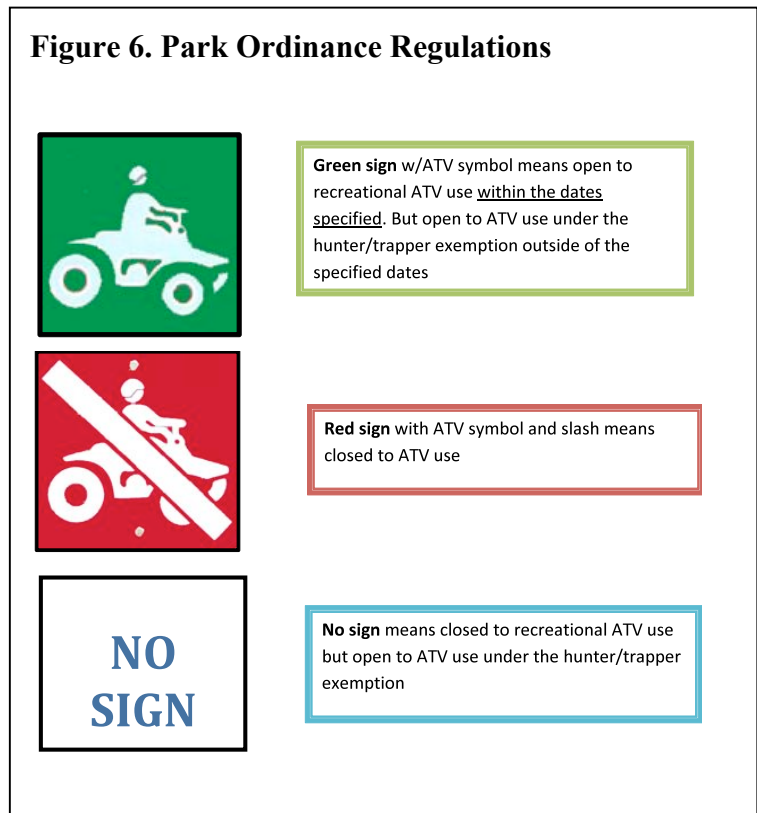 Figure 6. Park Ordinance Regulations
Green sign w/ATV symbol means open to
recreational ATV use within the dates
specified. But open to ATV use under the
hunter/trapper exemption outside of the
specified dates
Red sign with ATV symbol and slash means
closed to ATV use
NO
SIGN
No sign means closed to recreational ATV use
but open to ATV use under the hunter/trapper
exemption